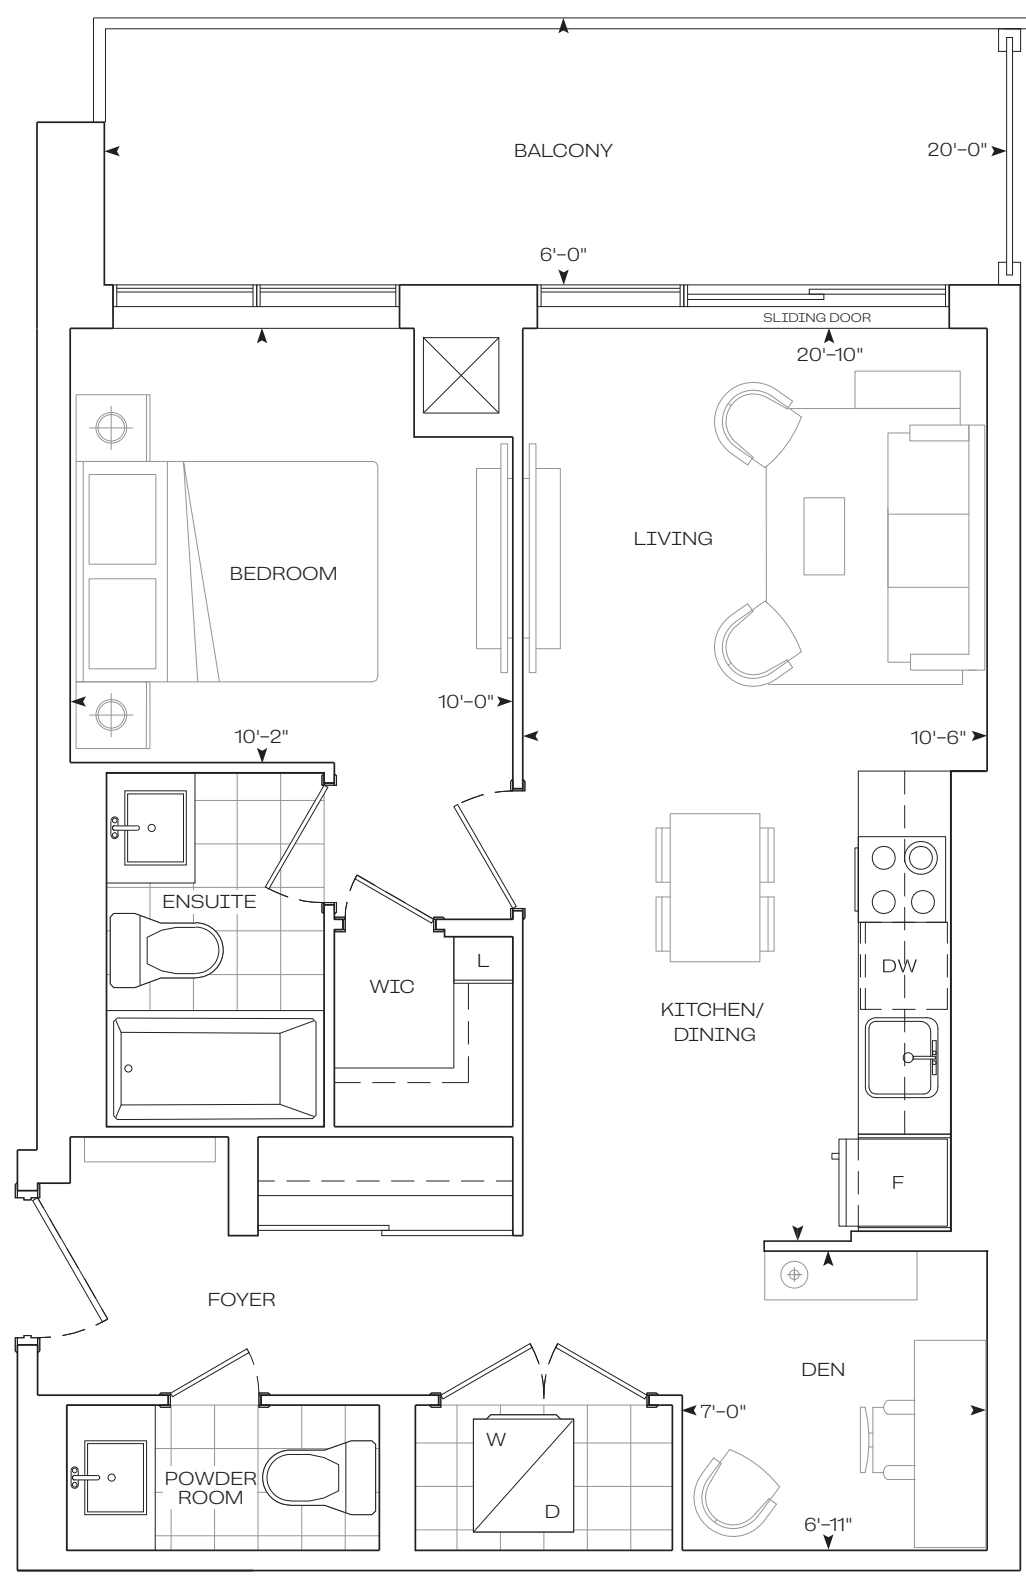 BALCONY
20'-0"
6'-0"
SLIDING DOOR
20'-10"
LIVING
BEDROOM
10'-0"
10'-2"
10'-6"
ENSUITE
WIC
L
DW
KITCHEN/
DINING
F
FOYER
DEN
7'-0"
W
D
POWDER
ROOM
6'-11"